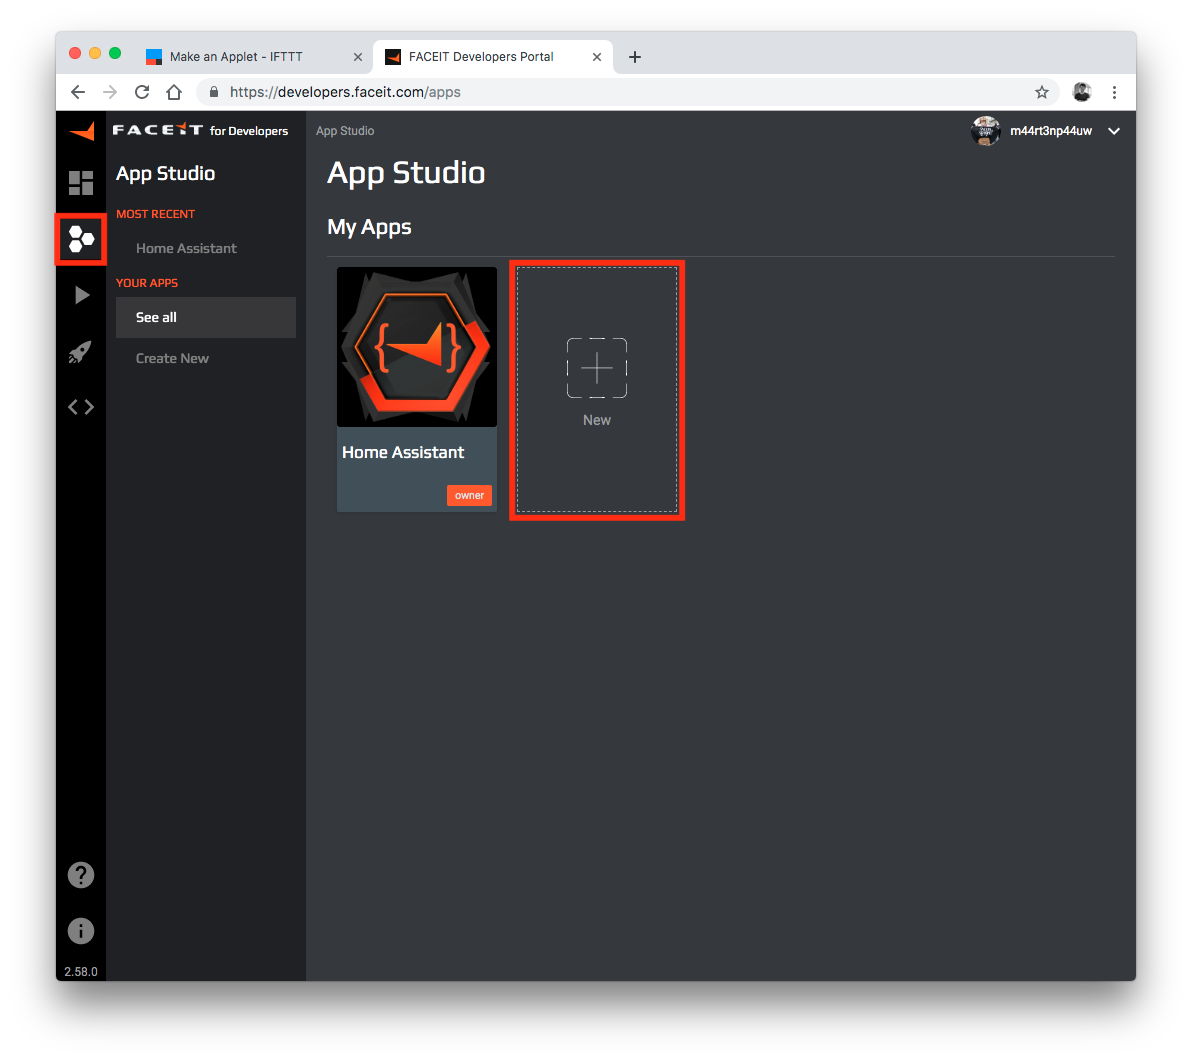 Make an Applet - IFTTT
FACEIT Developers Portal
https://developers.faceit.com/apps
FACEIT for Developers
App Studio
m44rt3np44uw
App Studio
MOST RECENT
Home Assistant
YOUR APPS
See all
Create New
App Studio
My Apps
Home Assistant
owner
New
2.58.0